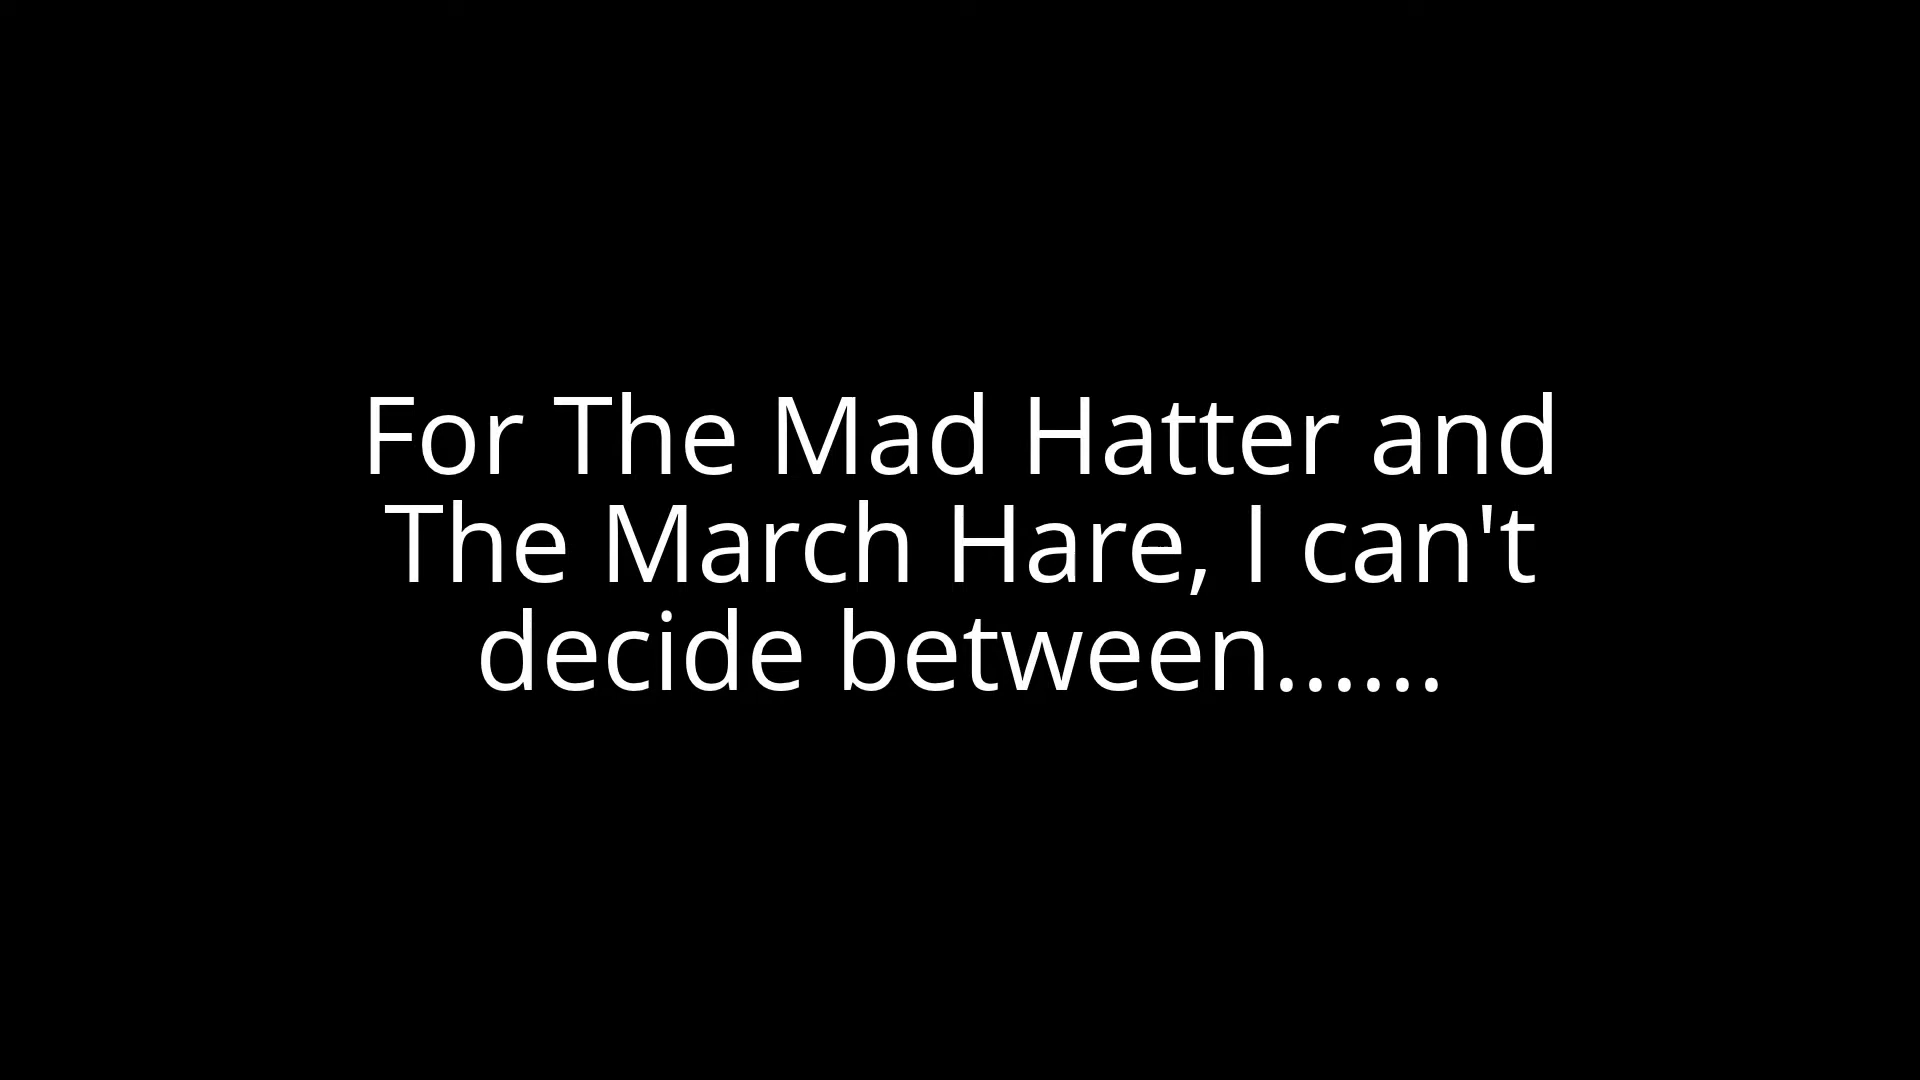 For The Mad Hatter and
The March Hare, I can't
decide between......